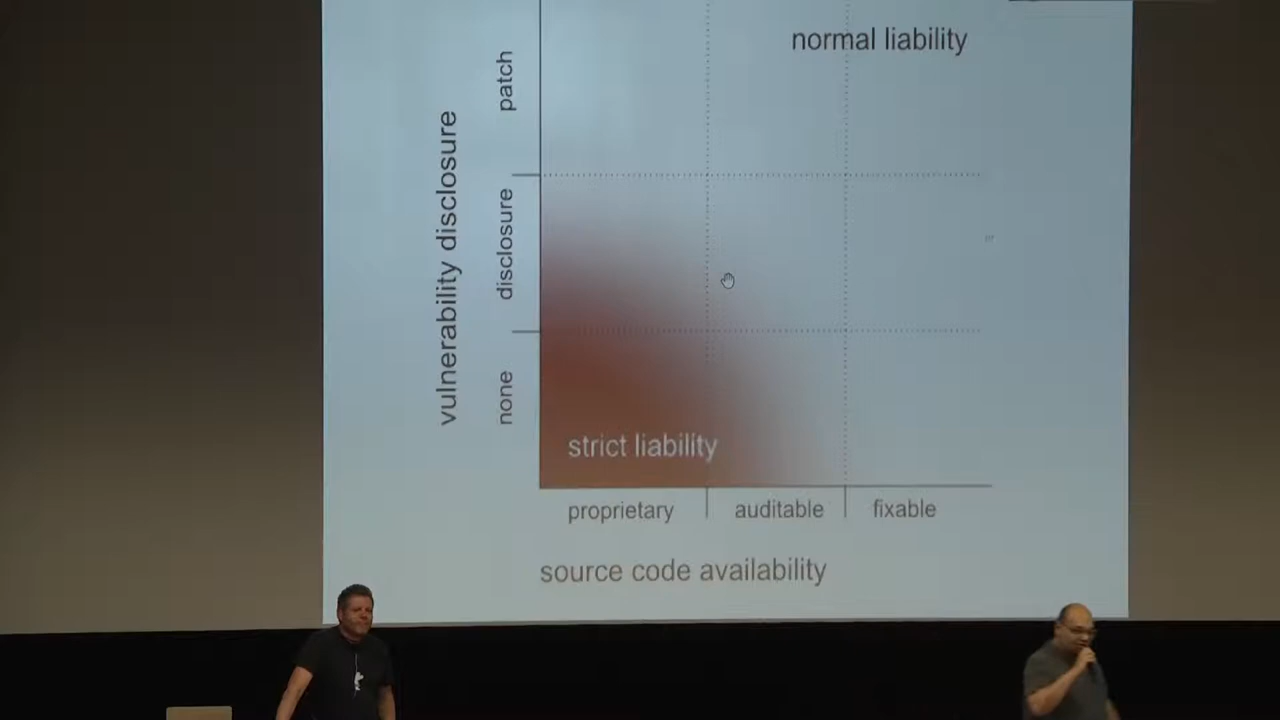 normal liability
vulnerability disclosure
patch
disclosure
none
strict liability
proprietary
auditable
fixable
source code availability